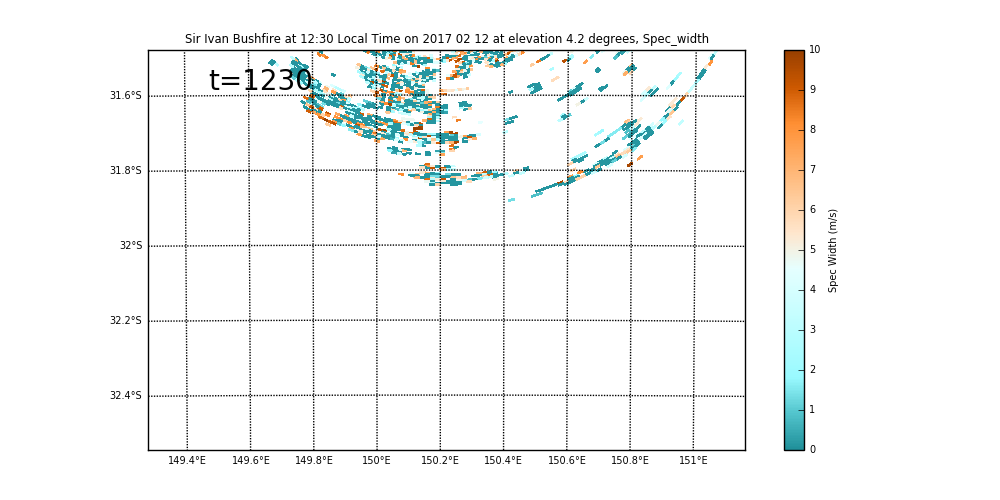 Sir Ivan Bushfire at 12:30 Local Time on 2017 02 12 at elevation 4.2 degrees, Spec_width
t=1230
31.6°S
31.8°S
32°S
32.2°S
32.4°S
149.4°E 149.6°E 149.8°E 150°E 150.2°E 150.4°E 150.6°E 150.8°E 151°E
10
9
8
7
6
5
4
3
2
1
0
Spec Width (m/s)